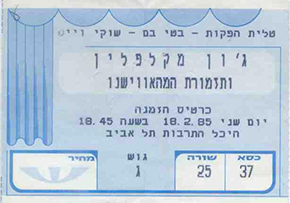 טלית הפקות - בטי בם - שוקי וייס
ג'ון מקלפלין
ותזמורת המהאווישנו
כרטיס הזמנה
יום שני 18.2.85 בשעה 18.45
היכל התרבות תל אביב
כסא שורה גוש מחיר
37 25 ג